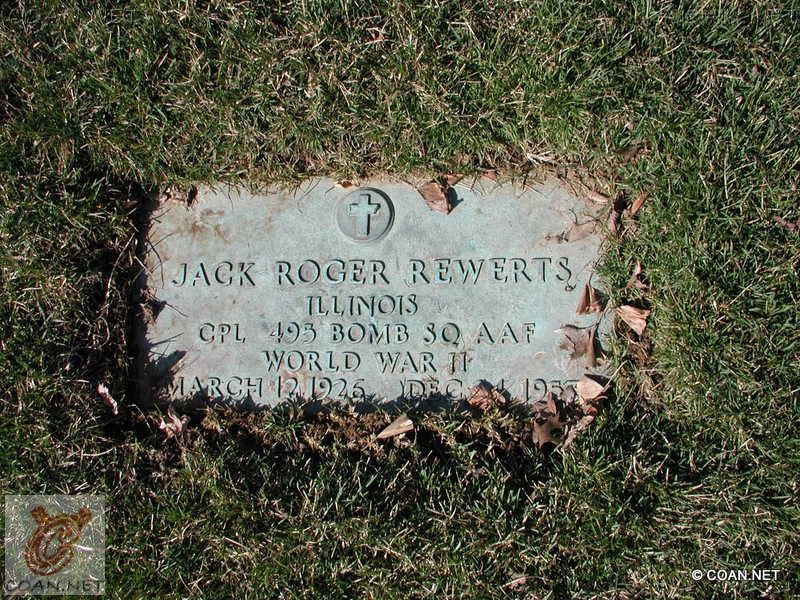 JACK ROGER REWERTS
ILLINOIS
CPL 493 BOMB SQ AAF
WORLD WAR II
MARCH 12 1926 DEC
COAN.NET
© COAN.NET